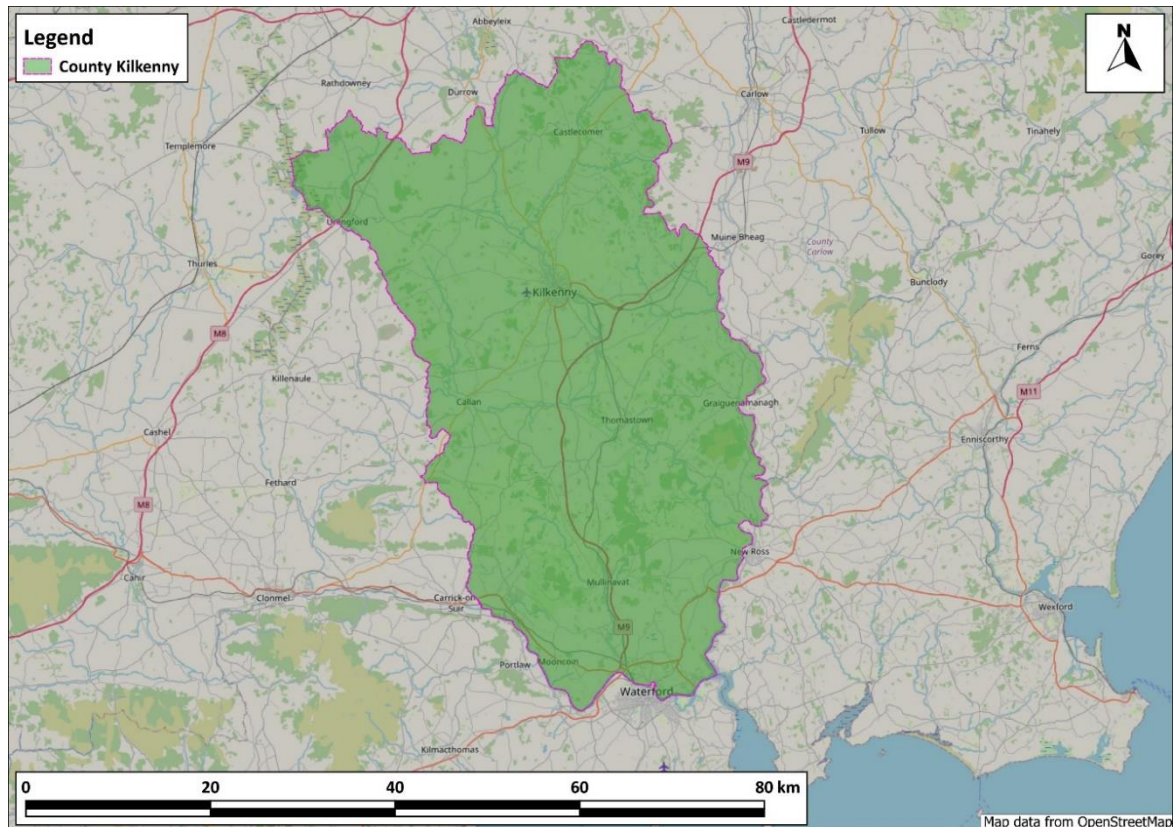 Legend
County Kilkenny
N
Abbeyleix
Castledermot
Rathdowney
Durrow
Carlow
Castlecomer
Tullow
Tinahely
Templemore
M9
Urlingford
Muine Bheag
County
Carlow
Thurles
Gorey
Bunclody
Kilkenny
M8
Ferns
Killenaule
M11
Callan
Graiguenamanagh
Thomastown
Cashel
Enniscorthy
Fethard
M8
New Ross
Cahir
Mullinavat
Clonmel
Carrick-on
Suir
Wexford
M9
Portlaw
Mooncoin
Waterford
Kilmacthomas
0 20 40 60 80 km
Map data from OpenStreetMap